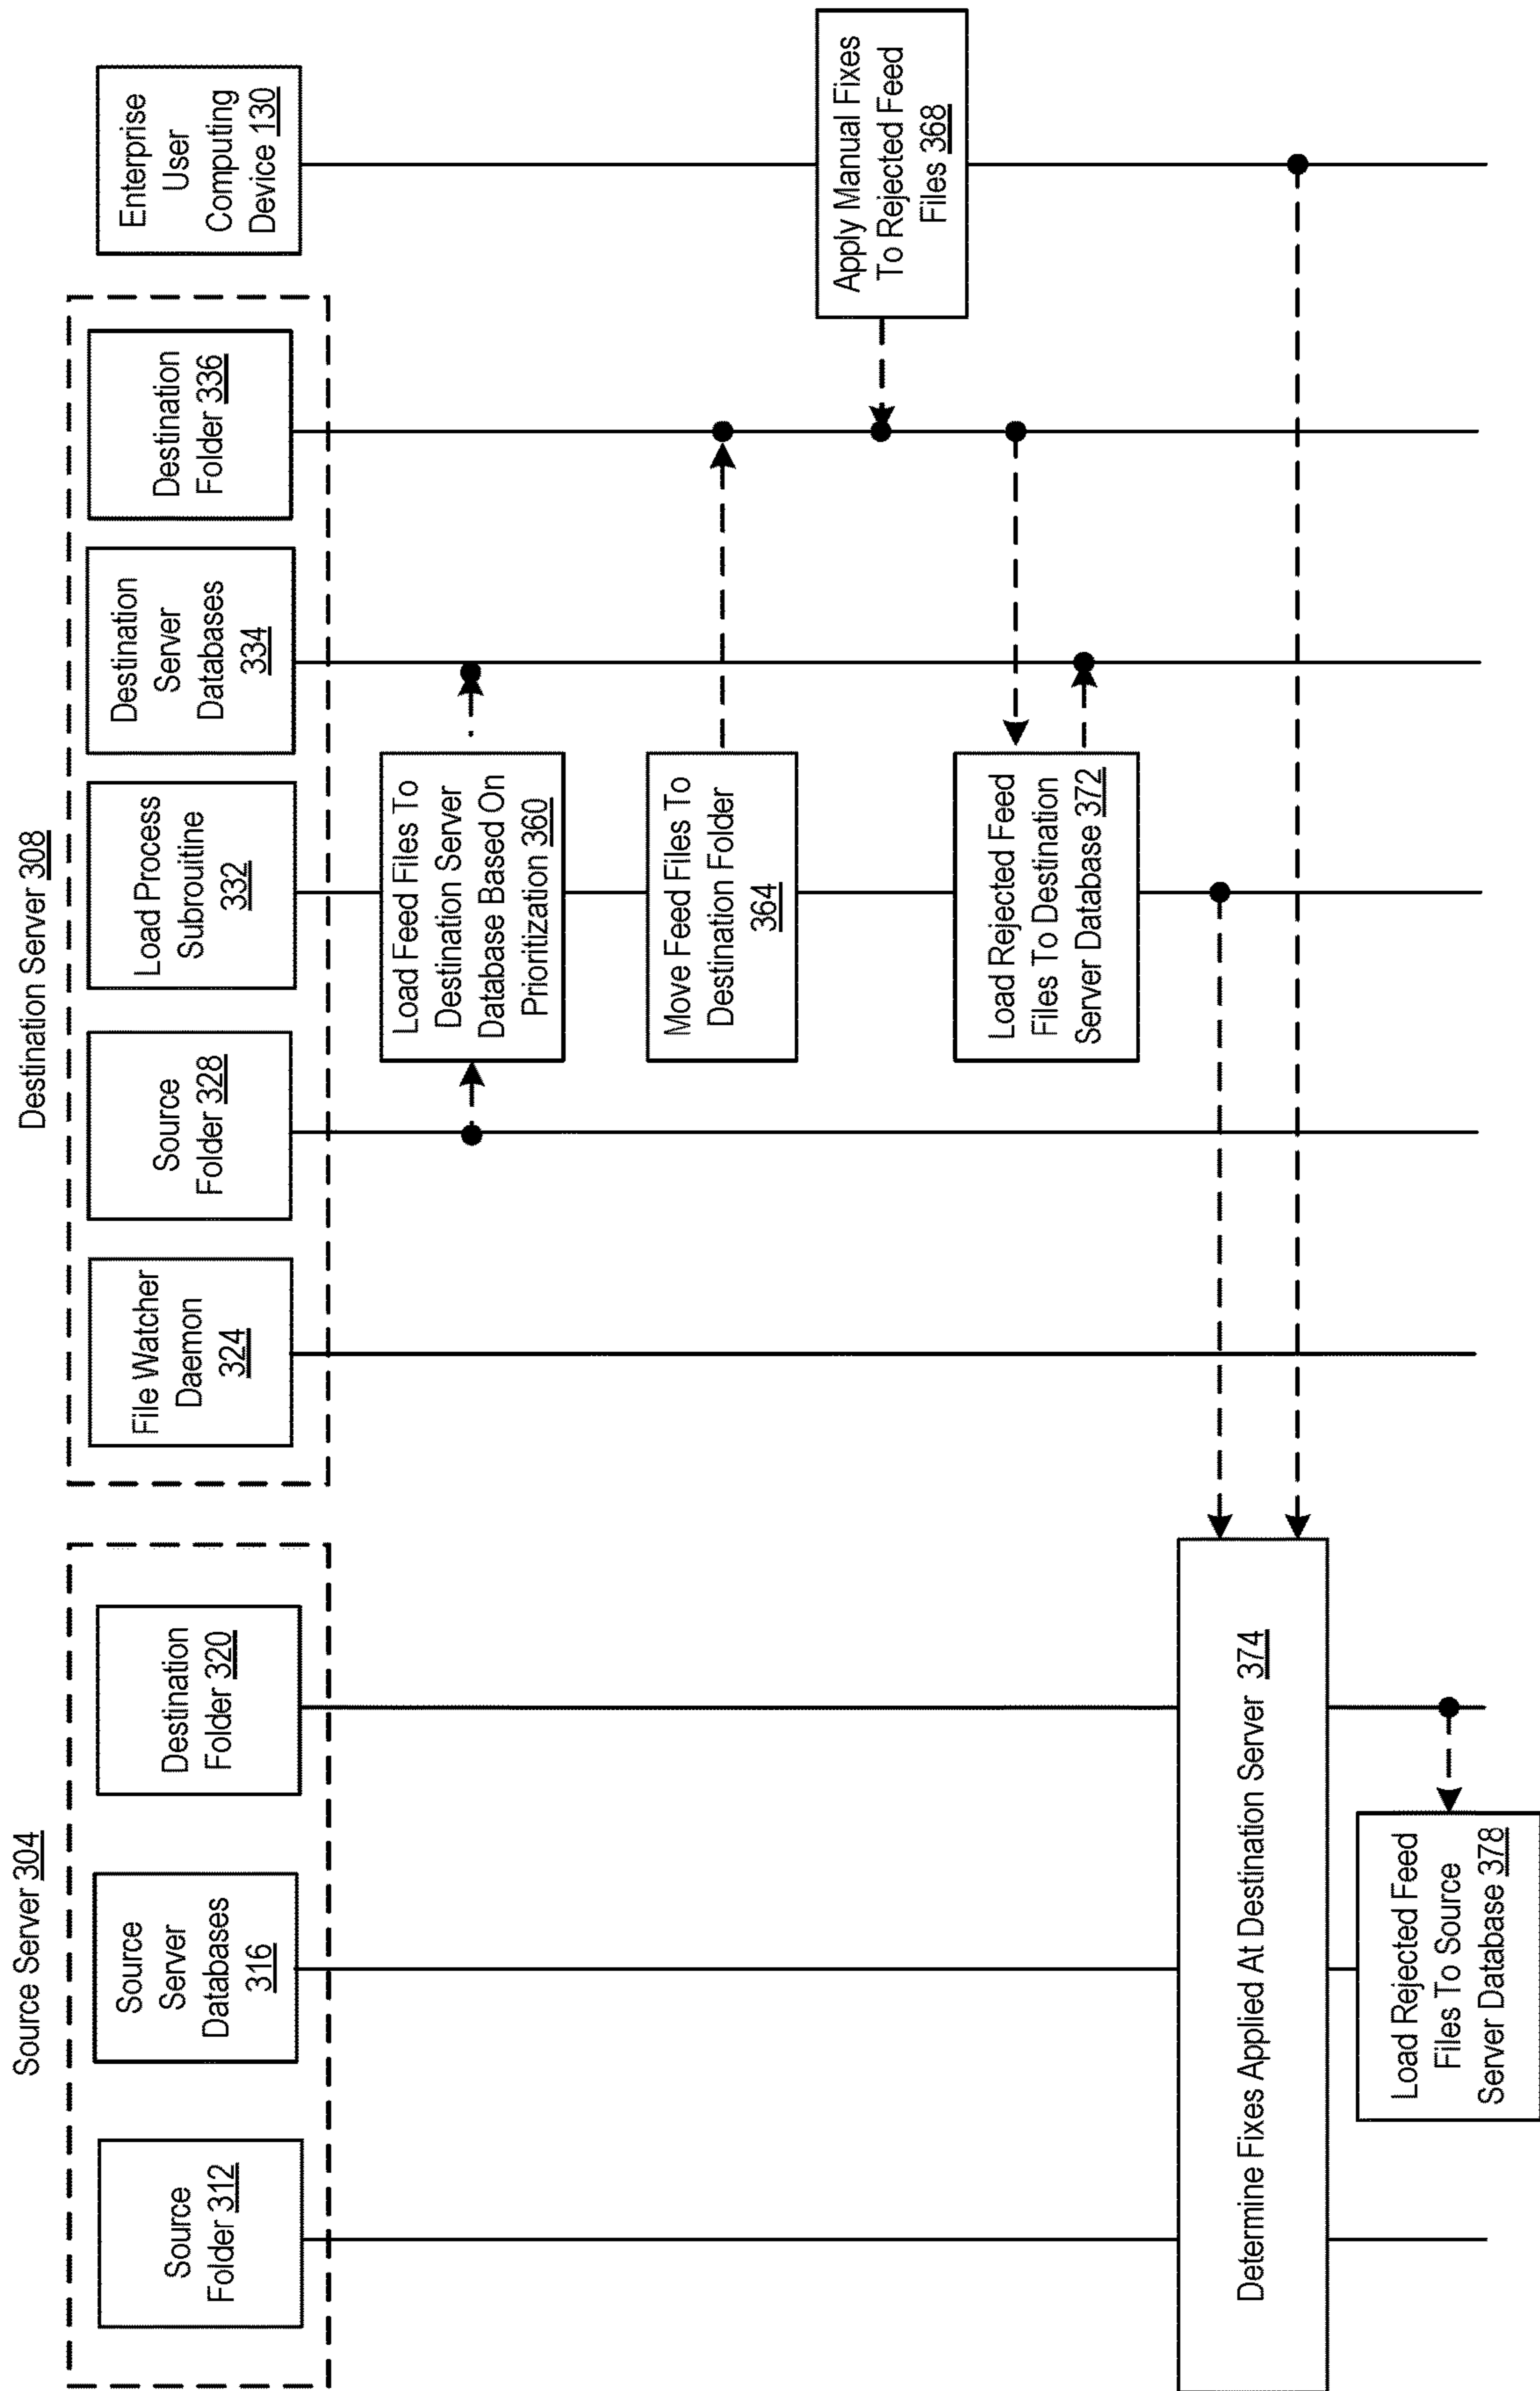 Source Server 304
Source
Folder 312
Source
Server
Databases
316
Destination
Folder 320
Destination Server 308
File Watcher
Daemon
324
Source
Folder 328
Load Process
Subrouitine
332
Destination
Server
Databases
334
Destination
Folder 336
Enterprise
User
Computing
Device 130
Load Feed Files To
Destination Server
Database Based On
Prioritization 360
Move Feed Files To
Destination Folder
364
Apply Manual Fixes
To Rejected Feed
Files 368
Load Rejected Feed
Files To Destination
Server Database 372
Determine Fixes Applied At Destination Server 374
Load Rejected Feed
Files To Source
Server Database 378